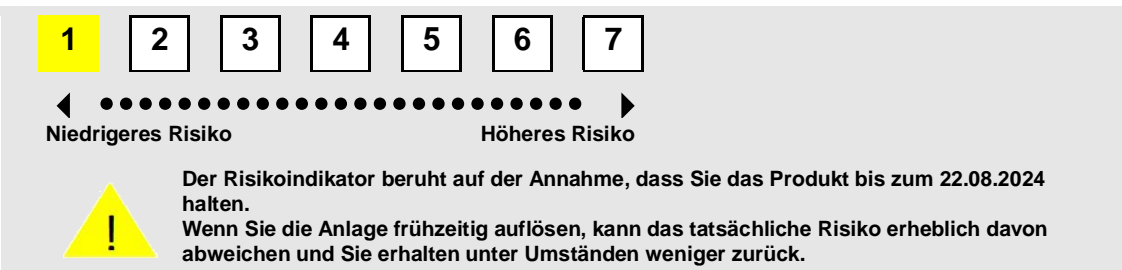 1 2 3 4 5 6 7
Niedrigeres Risiko Höheres Risiko
Der Risikoindikator beruht auf der Annahme, dass Sie das Produkt bis zum 22.08.2024
halten.
Wenn Sie die Anlage frühzeitig auflösen, kann das tatsächliche Risiko erheblich davon
abweichen und Sie erhalten unter Umständen weniger zurück.
!